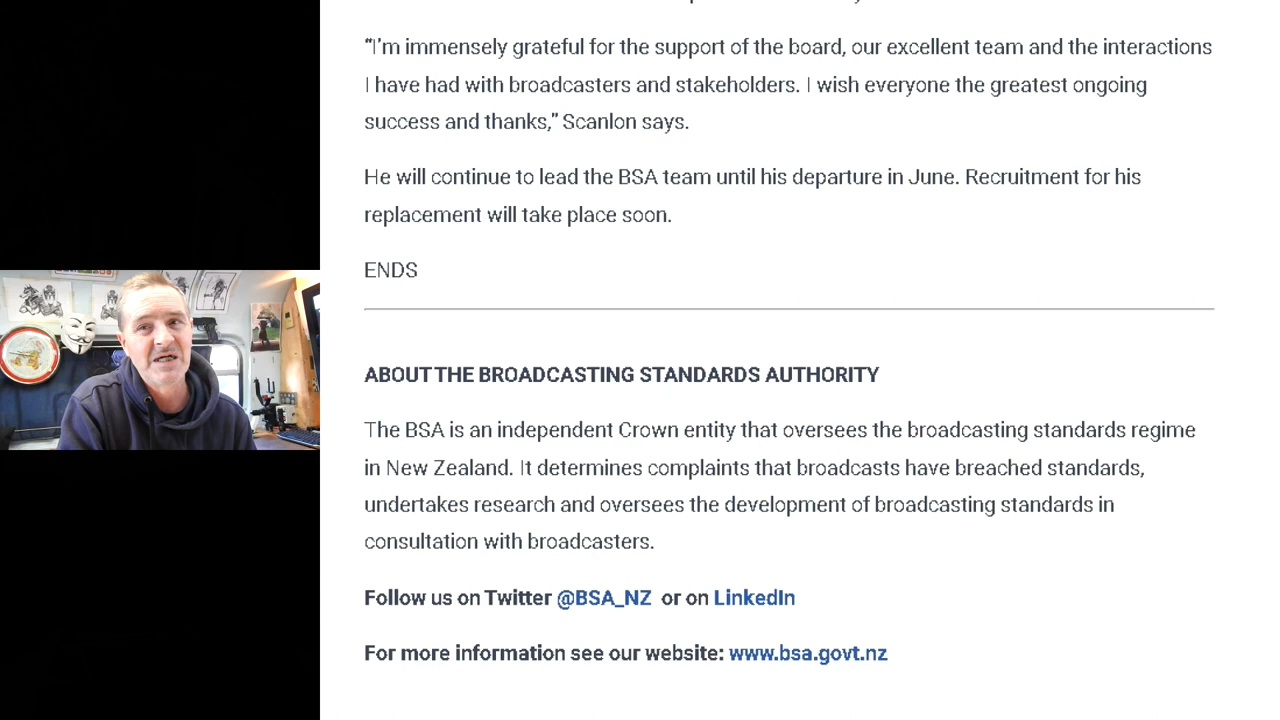 “I’m immensely grateful for the support of the board, our excellent team and the interactions
I have had with broadcasters and stakeholders. I wish everyone the greatest ongoing
success and thanks,” Scanlon says.
He will continue to lead the BSA team until his departure in June. Recruitment for his
replacement will take place soon.
ENDS
ABOUT THE BROADCASTING STANDARDS AUTHORITY
The BSA is an independent Crown entity that oversees the broadcasting standards regime
in New Zealand. It determines complaints that broadcasts have breached standards,
undertakes research and oversees the development of broadcasting standards in
consultation with broadcasters.
Follow us on Twitter @BSA_NZ or on LinkedIn
For more information see our website: www.bsa.govt.nz